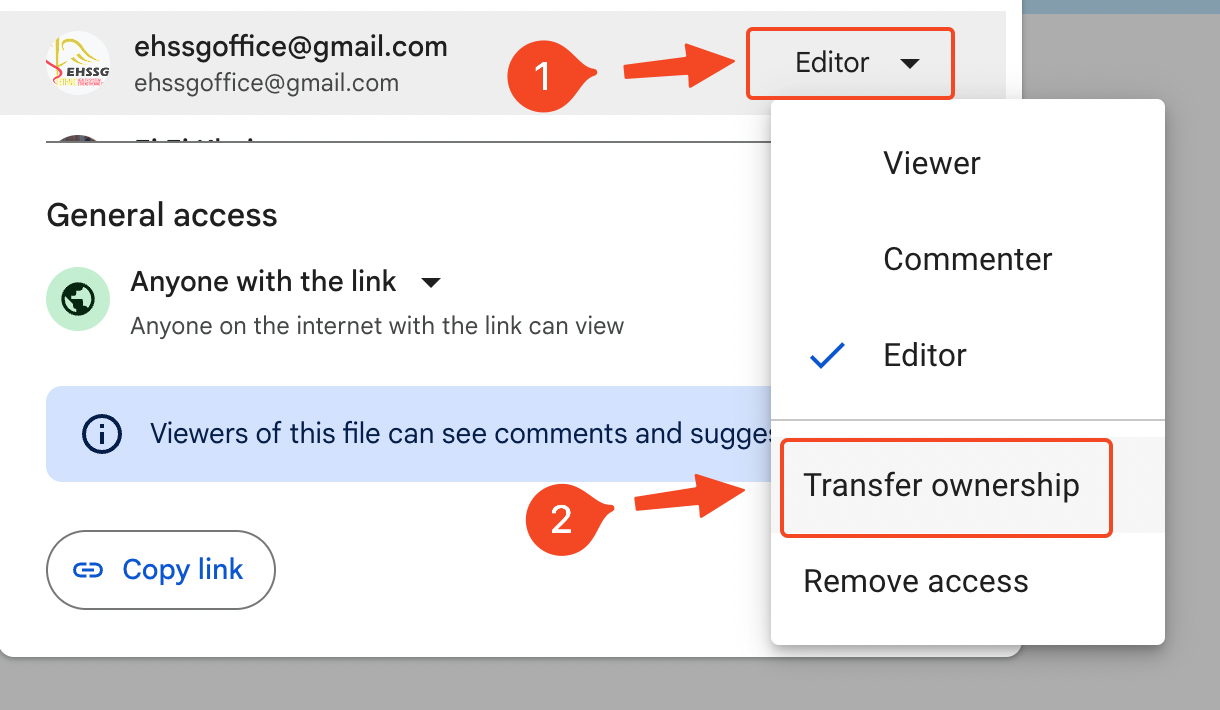 ehssgoffice@gmail.com
ehssgoffice@gmail.com
EHSSG
1
Editor
General access
Anyone with the link
Anyone on the internet with the link can view
Viewers of this file can see comments and sugges
Copy link
Viewer
Commenter
Editor
2
Transfer ownership
Remove access